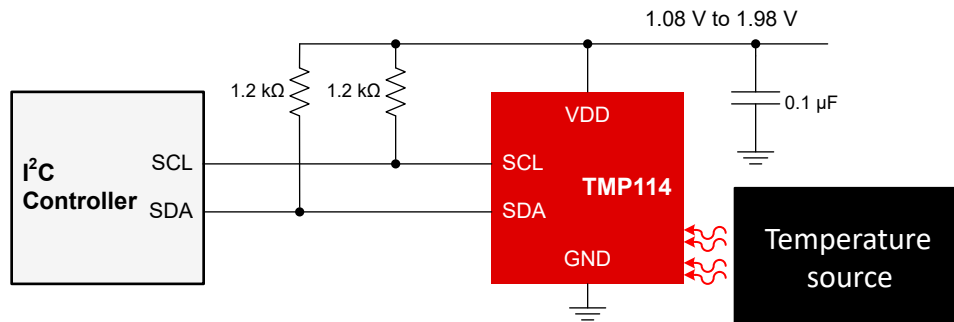 1.08 V to 1.98 V
1.2 kΩ
1.2 kΩ
0.1 µF
I²C
Controller
SCL
SDA
VDD
SCL
TMP114
SDA
GND
Temperature
source